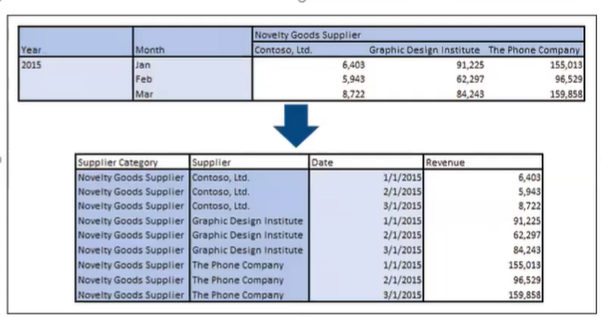 Novelty Goods Supplier
Year Month Contoso, Ltd. Graphic Design Institute The Phone Company
2015 Jan 6,403 91,225 155,013
Feb 5,943 62,297 96,529
Mar 8,722 84,243 159,858
Supplier Category Supplier Date Revenue
Novelty Goods Supplier Contoso, Ltd. 1/1/2015 6,403
Novelty Goods Supplier Contoso, Ltd. 2/1/2015 5,943
Novelty Goods Supplier Contoso, Ltd. 3/1/2015 8,722
Novelty Goods Supplier Graphic Design Institute 1/1/2015 91,225
Novelty Goods Supplier Graphic Design Institute 2/1/2015 62,297
Novelty Goods Supplier Graphic Design Institute 3/1/2015 84,243
Novelty Goods Supplier The Phone Company 1/1/2015 155,013
Novelty Goods Supplier The Phone Company 2/1/2015 96,529
Novelty Goods Supplier The Phone Company 3/1/2015 159,858